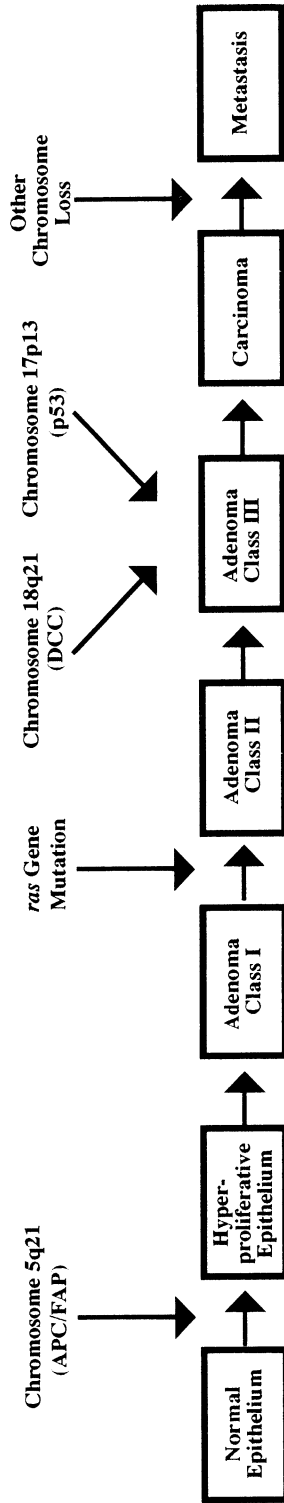 Chromosome 5q21
(APC/FAP)
ras Gene
Mutation
Chromosome 18q21
(DCC)
Chromosome 17p13
(p53)
Other
Chromosome
Loss
Normal
Epithelium
Hyper-
proliferative
Epithelium
Adenoma
Class I
Adenoma
Class II
Adenoma
Class III
Carcinoma
Metastasis